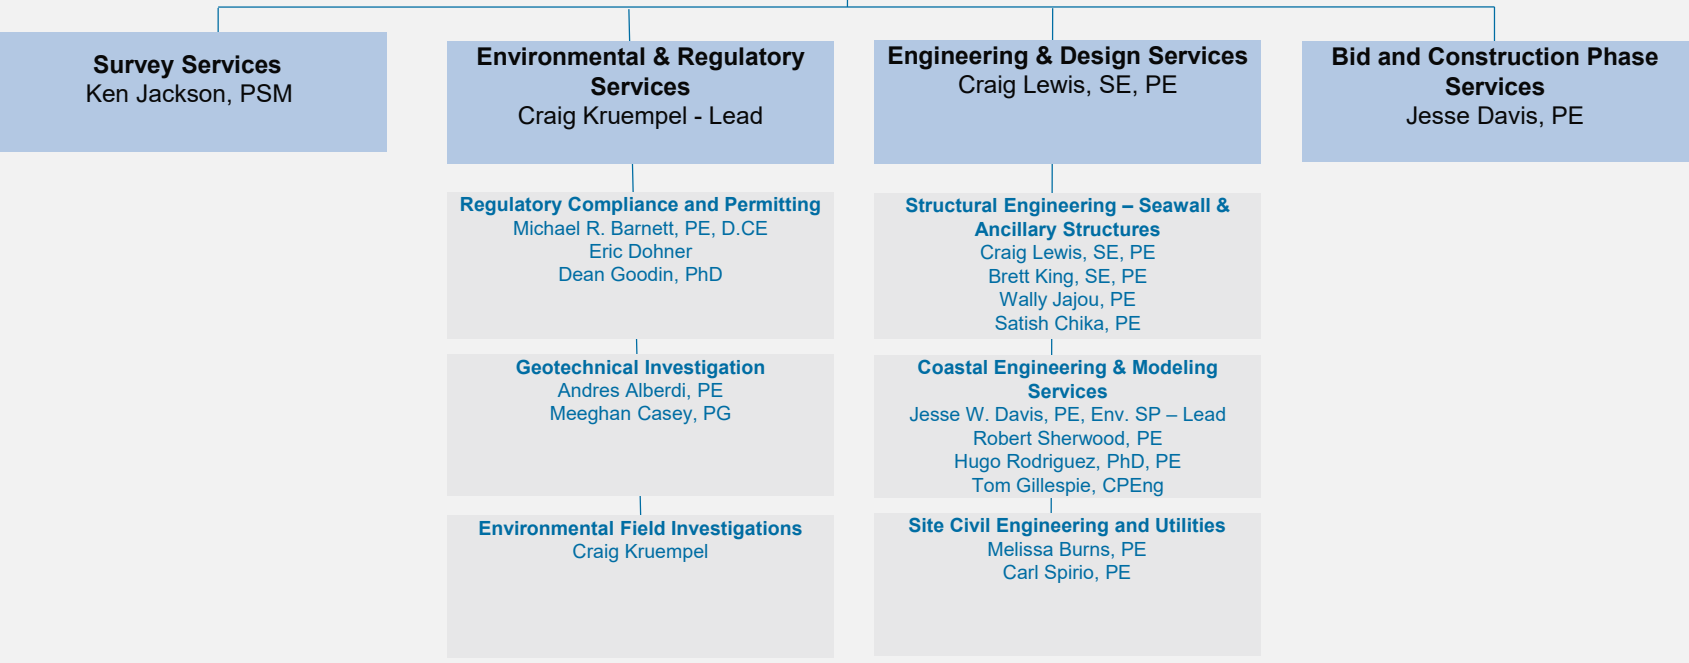 Survey Services
Ken Jackson, PSM
Environmental & Regulatory
Services
Craig Kruempel - Lead
Engineering & Design Services
Craig Lewis, SE, PE
Bid and Construction Phase
Services
Jesse Davis, PE
Regulatory Compliance and Permitting
Michael R. Barnett, PE, D.CE
Eric Dohner
Dean Goodin, PhD
Geotechnical Investigation
Andres Alberdi, PE
Meeghan Casey, PG
Environmental Field Investigations
Craig Kruempel
Structural Engineering – Seawall &
Ancillary Structures
Craig Lewis, SE, PE
Brett King, SE, PE
Wally Jajou, PE
Satish Chika, PE
Coastal Engineering & Modeling
Services
Jesse W. Davis, PE, Env. SP – Lead
Robert Sherwood, PE
Hugo Rodriguez, PhD, PE
Tom Gillespie, CPEng
Site Civil Engineering and Utilities
Melissa Burns, PE
Carl Spirio, PE